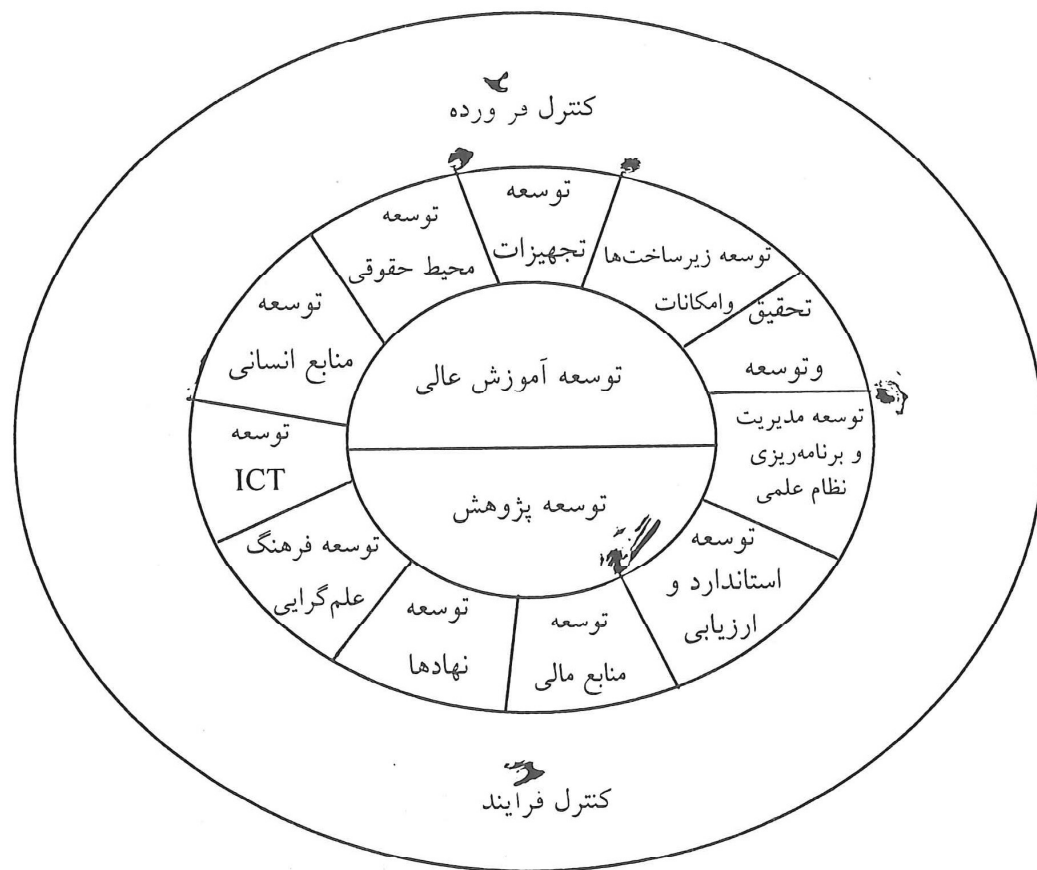 کنترل فر ورده
توسعه
تجهیزات
توسعه زیرساخت‌ها
وامکانات
تحقیق
وتوسعه
توسعه مدیریت
و برنامه‌ریزی
نظام علمی
توسعه
استاندارد و
ارزیابی
توسعه
منابع مالی
توسعه
نهادها
توسعه فرهنگ
علم‌گرایی
توسعه
ICT
توسعه
منابع انسانی
توسعه
محیط حقوقی
توسعه آموزش عالی
توسعه پژوهش
کنترل فرایند